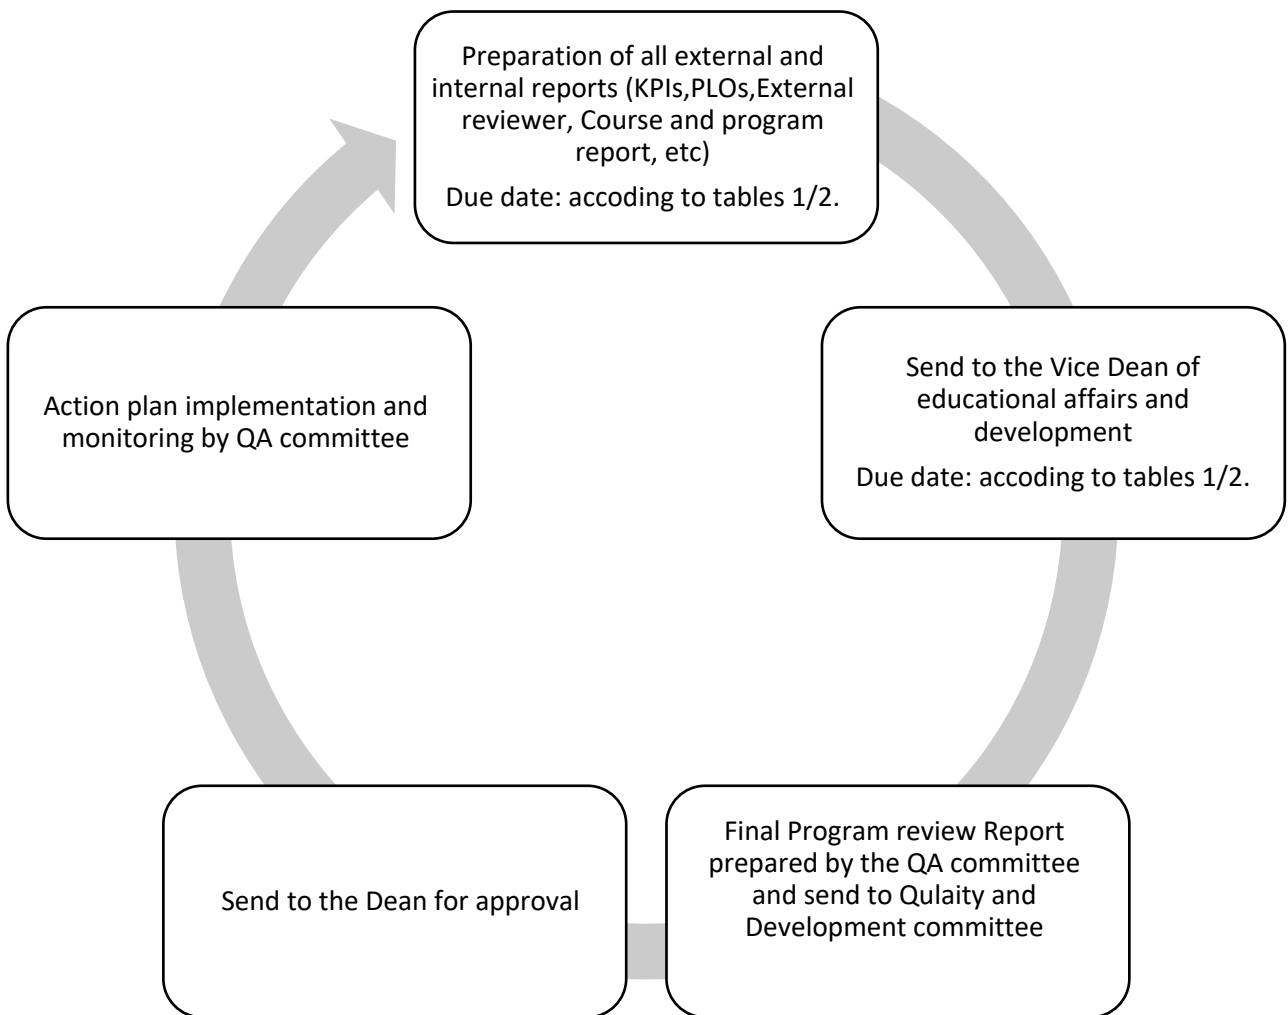 Preparation of all external and
internal reports (KPIs,PLOs,External
reviewer, Course and program
report, etc)
Due date: accoding to tables 1/2.
Send to the Vice Dean of
educational affairs and
development
Due date: accoding to tables 1/2.
Final Program review Report
prepared by the QA committee
and send to Qulaity and
Development committee
Send to the Dean for approval
Action plan implementation and
monitoring by QA committee